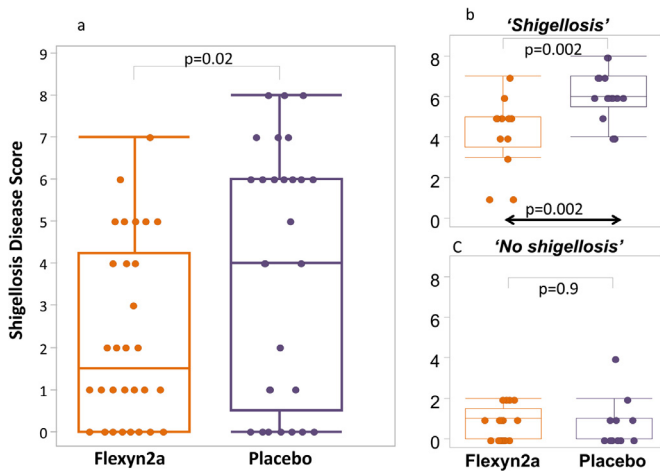 a
9
8
7
6
5
4
3
2
1
0
Shigellosis Disease Score
p=0.02
Flexyn2a
Placebo
b
'Shigellosis'
p=0.002
8
6
4
2
0
p=0.002
C
'No shigellosis'
p=0.9
8
6
4
2
0
Flexyn2a
Placebo